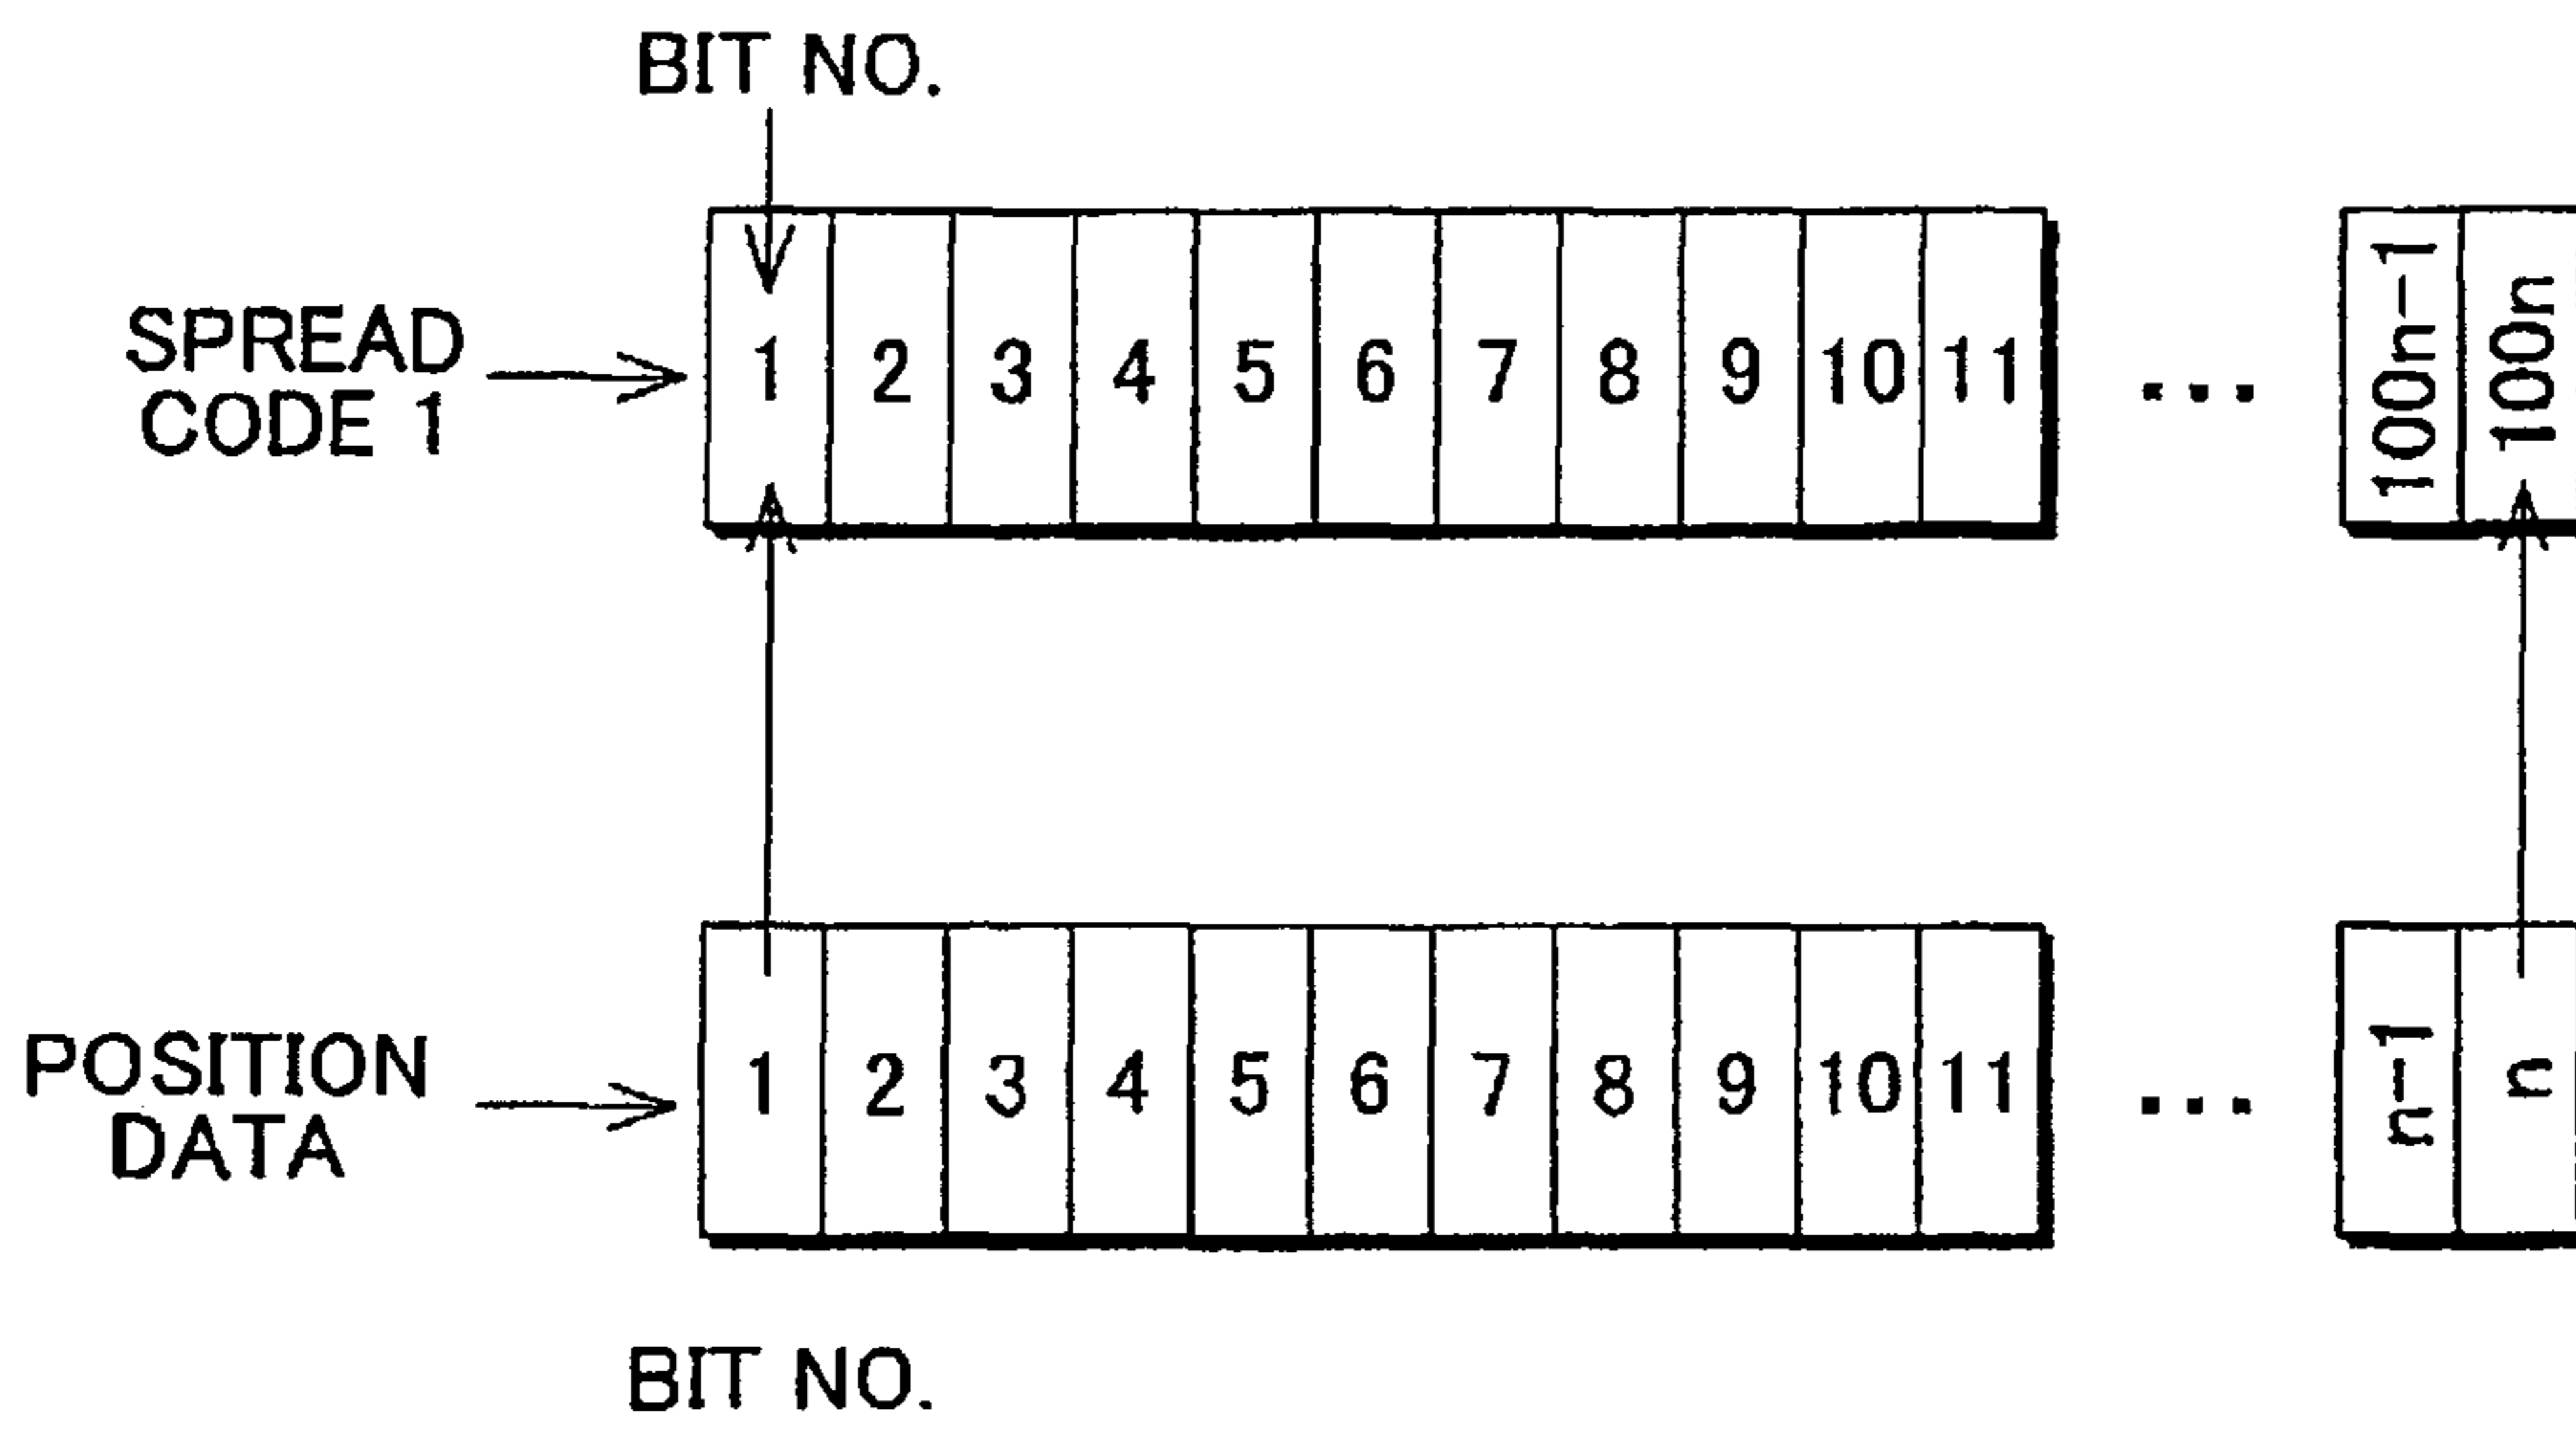 BIT NO.
SPREAD
CODE 1
1 2 3 4 5 6 7 8 9 10 11 ... 100n-1 100n
POSITION
DATA
1 2 3 4 5 6 7 8 9 10 11 ... n-1 n
BIT NO.